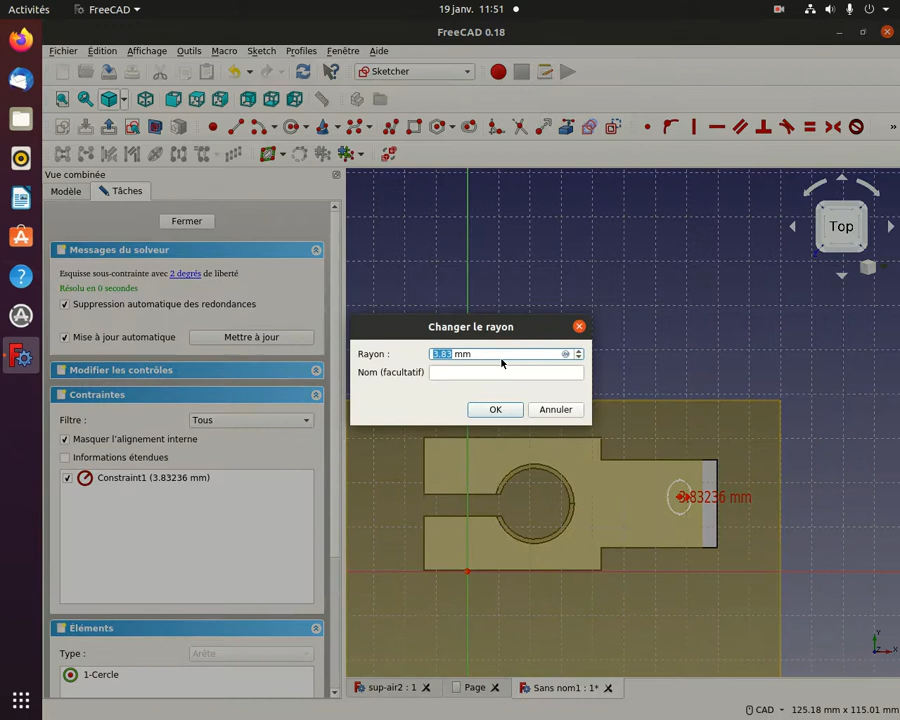 Activités
FreeCAD
19 janv. 11:51
FreeCAD 0.18
Fichier Édition Affichage Outils Macro Sketch Profiles Fenêtre Aide
Sketcher
»
Vue combinée
Modèle
Tâches
Fermer
Messages du solveur
Esquisse sous-contrainte avec 2 degrés de liberté
Résolu en 0 secondes
Suppression automatique des redondances
Mise à jour automatique
Mettre à jour
Modifier les contrôles
Contraintes
Filtre :
Tous
Masquer l'alignement interne
Informations étendues
Constraint1 (3.83236 mm)
Éléments
Type :
Arête
1-Cercle
Top
Changer le rayon
Rayon :
3.83 mm
Nom (facultatif)
OK
Annuler
3.83236 mm
Y
Z
X
sup-air2 : 1
Page
Sans nom1 : 1*
CAD
125.18 mm x 115.01 mm